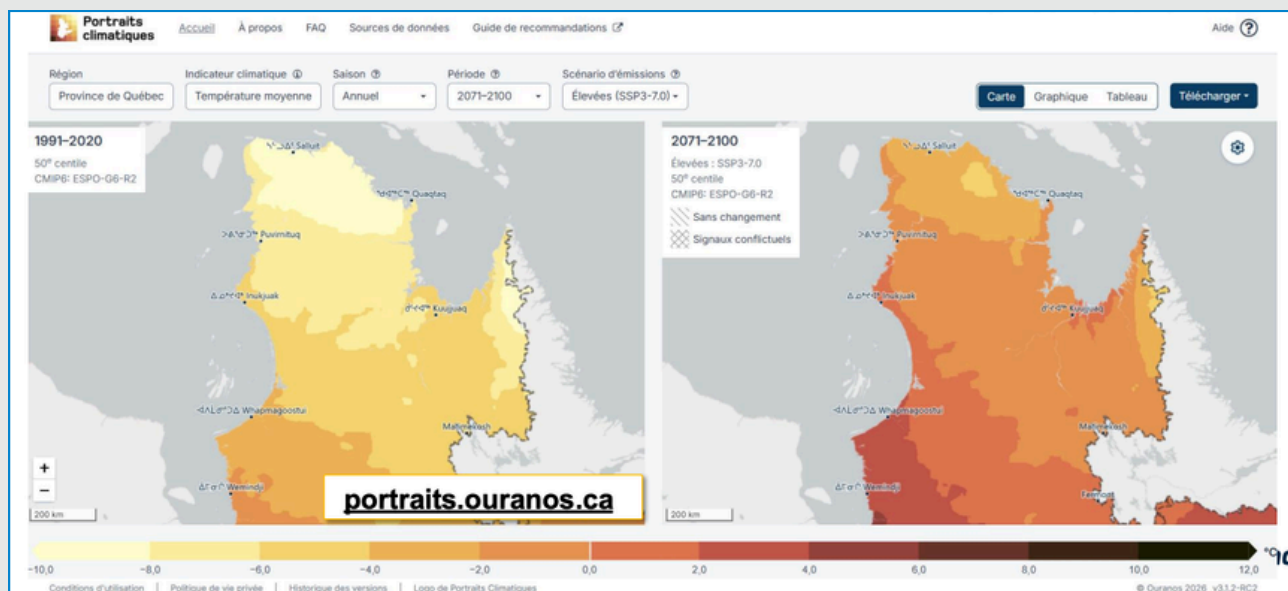 Portraits climatiques
Accueil À propos FAQ Sources de données Guide de recommandations Aide ?
Région Indicateur climatique Saison Période Scénario d'émissions
Province de Québec Température moyenne Annuel 2071–2100 Élevées (SSP3-7.0) Carte Graphique Tableau Télécharger
1991–2020
50e centile
CMIP6: ESPO-G6-R2
Salluit
Quaqtaq
Puvirnituq
Inukjuak
Kuujjuaq
Whapmagoostui
Matimekosh
Wemindji
+
−
200 km
portraits.ouranos.ca
2071–2100
Élevées : SSP3-7.0
50e centile
CMIP6: ESPO-G6-R2
Sans changement
Signaux conflictuels
Salluit
Quaqtaq
Puvirnituq
Inukjuak
Kuujjuaq
Whapmagoostui
Matimekosh
Wemindji
Fermont
200 km
°C
-10,0 -8,0 -6,0 -4,0 -2,0 0,0 2,0 4,0 6,0 8,0 10,0 12,0
Conditions d'utilisation | Politique de vie privée | Historique des versions | Logo de Portraits Climatiques © Ouranos 2026 v3.1.2-RC2